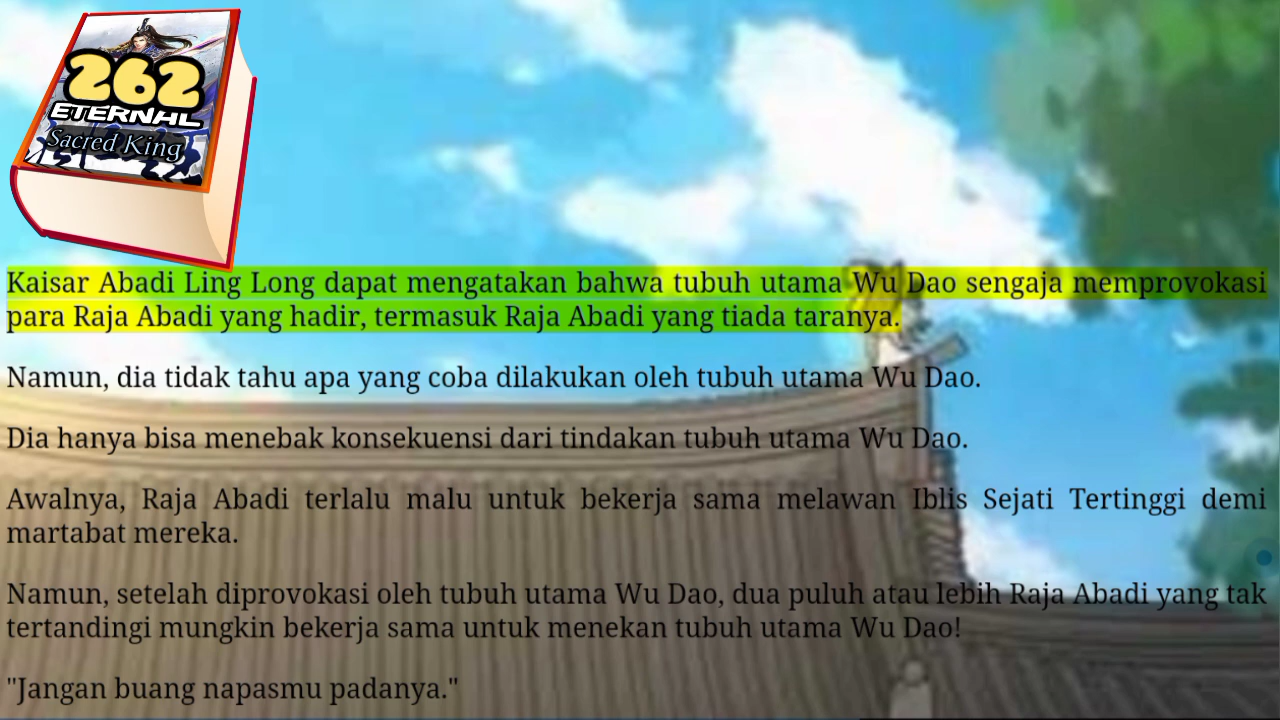 262
ETERNAL
Sacred King
Kaisar Abadi Ling Long dapat mengatakan bahwa tubuh utama Wu Dao sengaja memprovokasi
para Raja Abadi yang hadir, termasuk Raja Abadi yang tiada taranya.
Namun, dia tidak tahu apa yang coba dilakukan oleh tubuh utama Wu Dao.
Dia hanya bisa menebak konsekuensi dari tindakan tubuh utama Wu Dao.
Awalnya, Raja Abadi terlalu malu untuk bekerja sama melawan Iblis Sejati Tertinggi demi
martabat mereka.
Namun, setelah diprovokasi oleh tubuh utama Wu Dao, dua puluh atau lebih Raja Abadi yang tak
tertandingi mungkin bekerja sama untuk menekan tubuh utama Wu Dao!
"Jangan buang napasmu padanya."